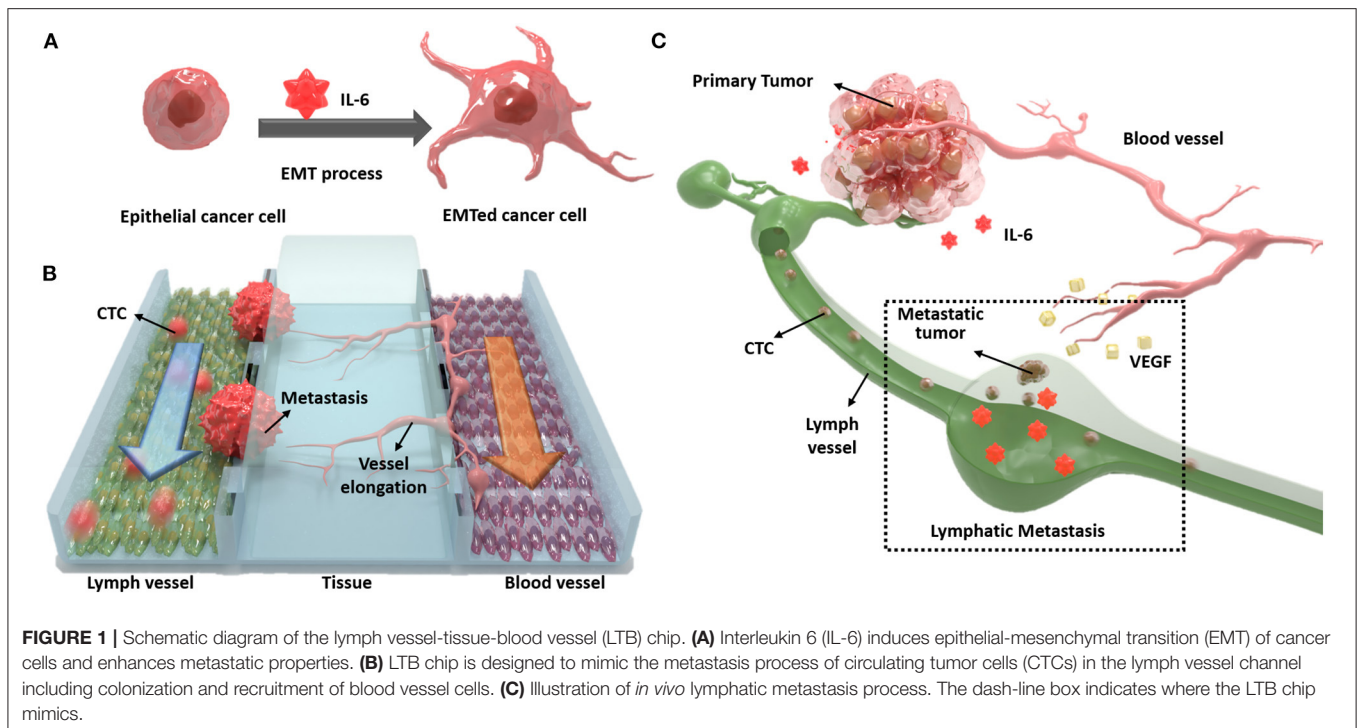 A
IL-6
EMT process
Epithelial cancer cell
EMTed cancer cell
B
CTC
Metastasis
Vessel
elongation
Lymph vessel
Tissue
Blood vessel
C
Primary Tumor
Blood vessel
IL-6
Metastatic
tumor
CTC
VEGF
Lymph
vessel
Lymphatic Metastasis
FIGURE 1 | Schematic diagram of the lymph vessel-tissue-blood vessel (LTB) chip. (A) Interleukin 6 (IL-6) induces epithelial-mesenchymal transition (EMT) of cancer
cells and enhances metastatic properties. (B) LTB chip is designed to mimic the metastasis process of circulating tumor cells (CTCs) in the lymph vessel channel
including colonization and recruitment of blood vessel cells. (C) Illustration of in vivo lymphatic metastasis process. The dash-line box indicates where the LTB chip
mimics.